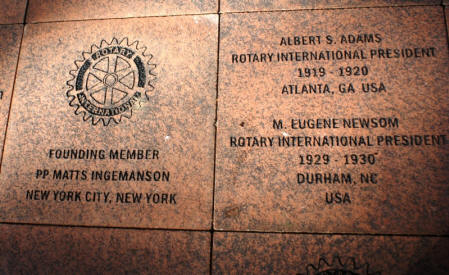 ROTARY
INTERNATIONAL
FOUNDING MEMBER
PP MATTS INGEMANSON
NEW YORK CITY, NEW YORK
ALBERT S. ADAMS
ROTARY INTERNATIONAL PRESIDENT
1919 - 1920
ATLANTA, GA USA
M. EUGENE NEWSOM
ROTARY INTERNATIONAL PRESIDENT
1929 - 1930
DURHAM, NC
USA